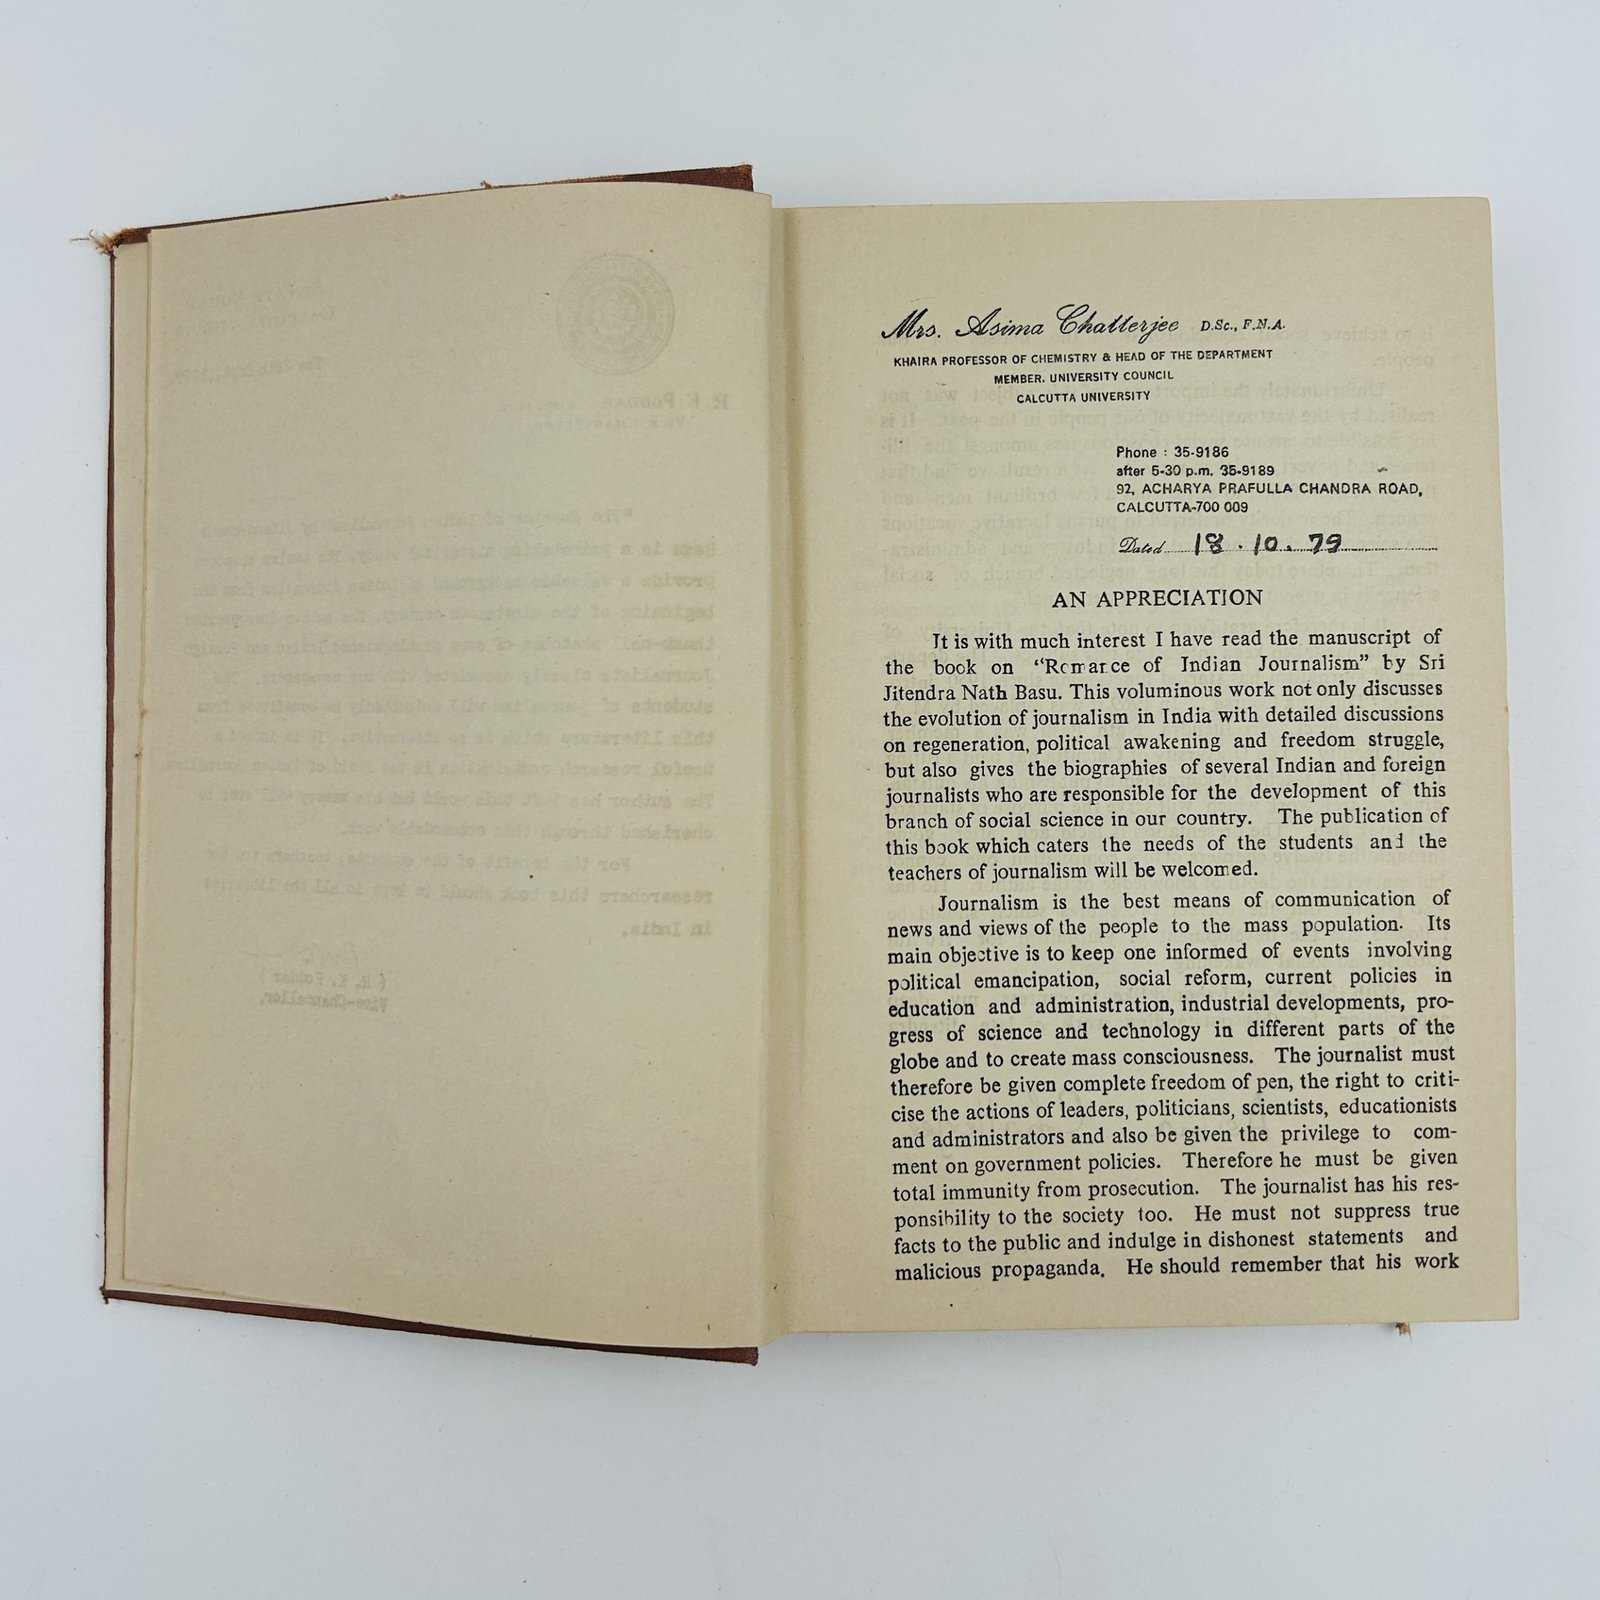 Mrs. Asima Chatterjee D.Sc., F.N.A.
KHAIRA PROFESSOR OF CHEMISTRY & HEAD OF THE DEPARTMENT
MEMBER, UNIVERSITY COUNCIL
CALCUTTA UNIVERSITY
Phone : 35-9186
after 5-30 p.m. 35-9189
92, ACHARYA PRAFULLA CHANDRA ROAD,
CALCUTTA-700 009
Dated 18.10.79
AN APPRECIATION
It is with much interest I have read the manuscript of
the book on "Romance of Indian Journalism" by Sri
Jitendra Nath Basu. This voluminous work not only discusses
the evolution of journalism in India with detailed discussions
on regeneration, political awakening and freedom struggle,
but also gives the biographies of several Indian and foreign
journalists who are responsible for the development of this
branch of social science in our country. The publication of
this book which caters the needs of the students and the
teachers of journalism will be welcomed.
Journalism is the best means of communication of
news and views of the people to the mass population. Its
main objective is to keep one informed of events involving
political emancipation, social reform, current policies in
education and administration, industrial developments, pro-
gress of science and technology in different parts of the
globe and to create mass consciousness. The journalist must
therefore be given complete freedom of pen, the right to criti-
cise the actions of leaders, politicians, scientists, educationists
and administrators and also be given the privilege to com-
ment on government policies. Therefore he must be given
total immunity from prosecution. The journalist has his res-
ponsibility to the society too. He must not suppress true
facts to the public and indulge in dishonest statements and
malicious propaganda. He should remember that his work